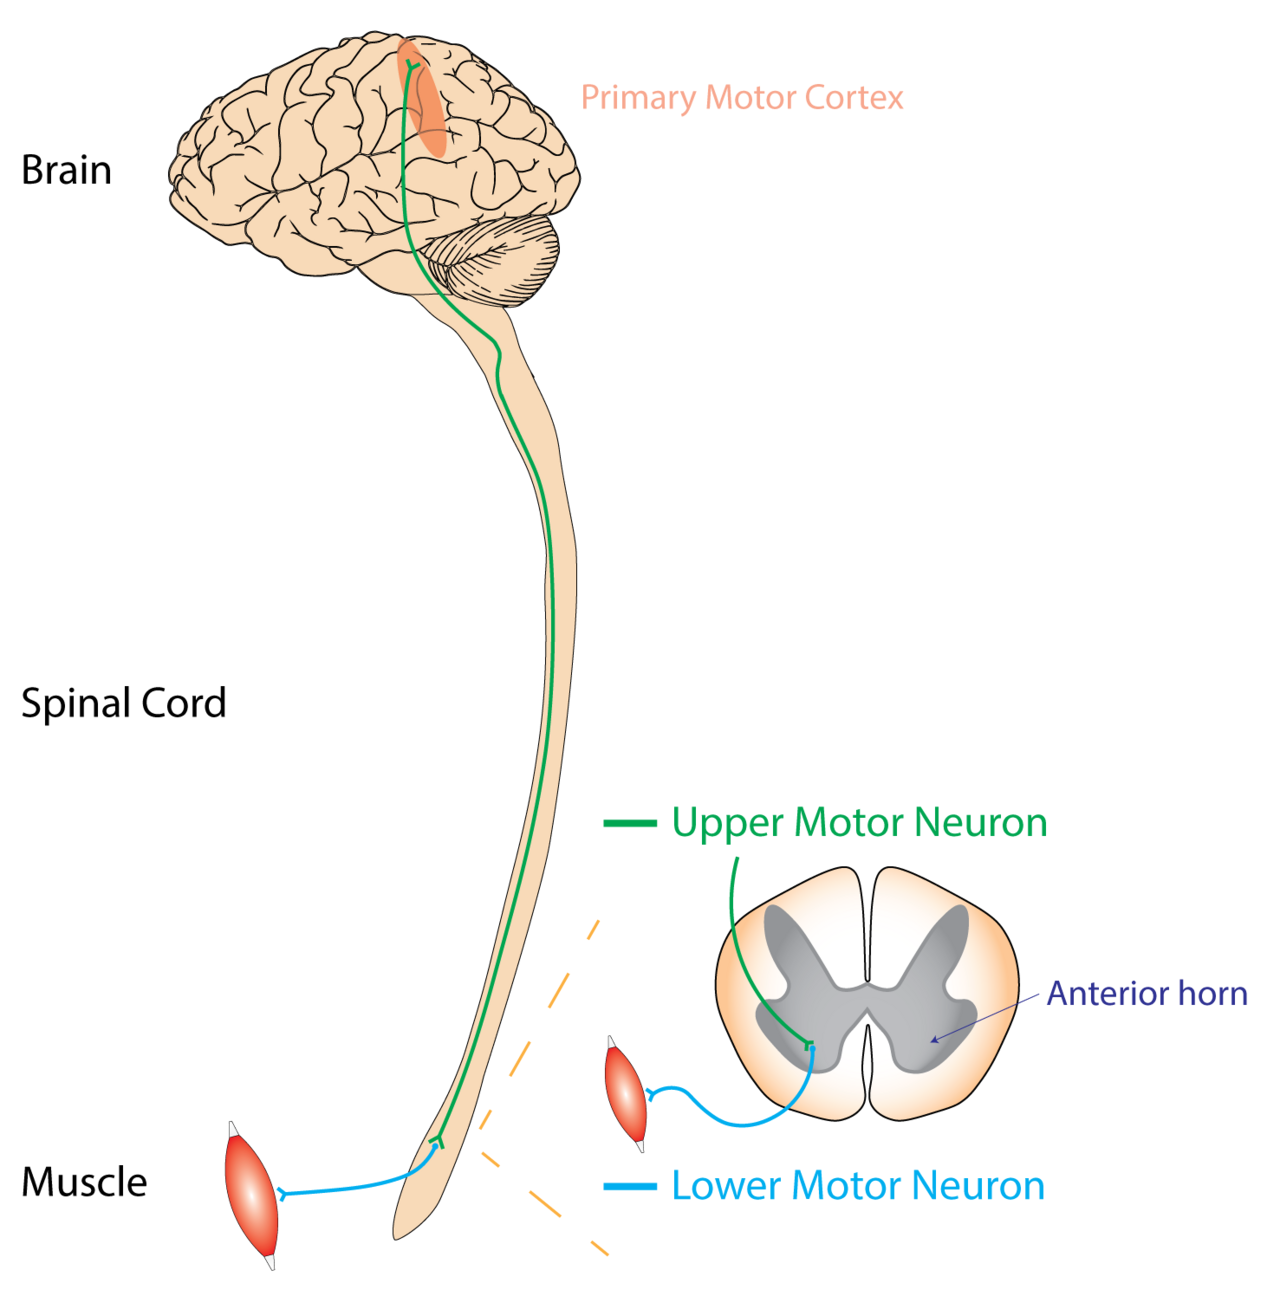 Primary Motor Cortex
Brain
Spinal Cord
Upper Motor Neuron
Anterior horn
Muscle
Lower Motor Neuron